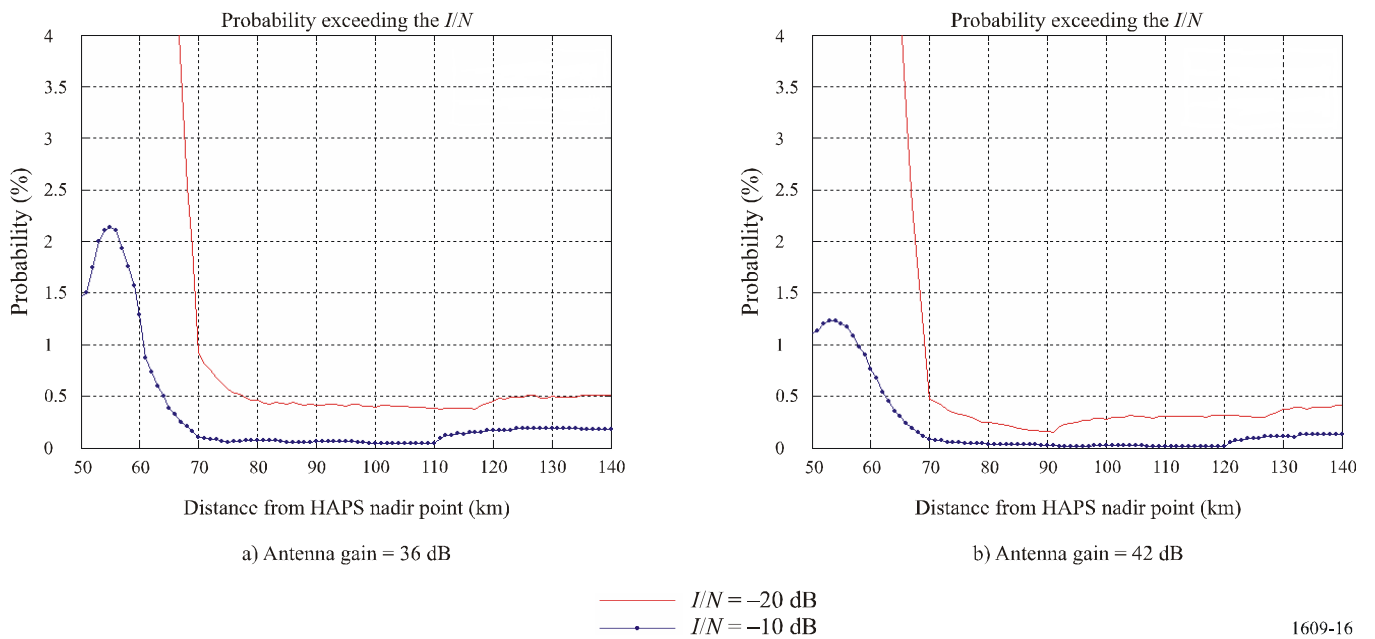 Probability exceeding the I/N
4
3.5
3
2.5
2
1.5
1
0.5
0
50 60 70 80 90 100 110 120 130 140
Probability (%)
Distance from HAPS nadir point (km)
a) Antenna gain = 36 dB
Probability exceeding the I/N
4
3.5
3
2.5
2
1.5
1
0.5
0
50 60 70 80 90 100 110 120 130 140
Probability (%)
Distance from HAPS nadir point (km)
b) Antenna gain = 42 dB
I/N = –20 dB
I/N = –10 dB
1609-16